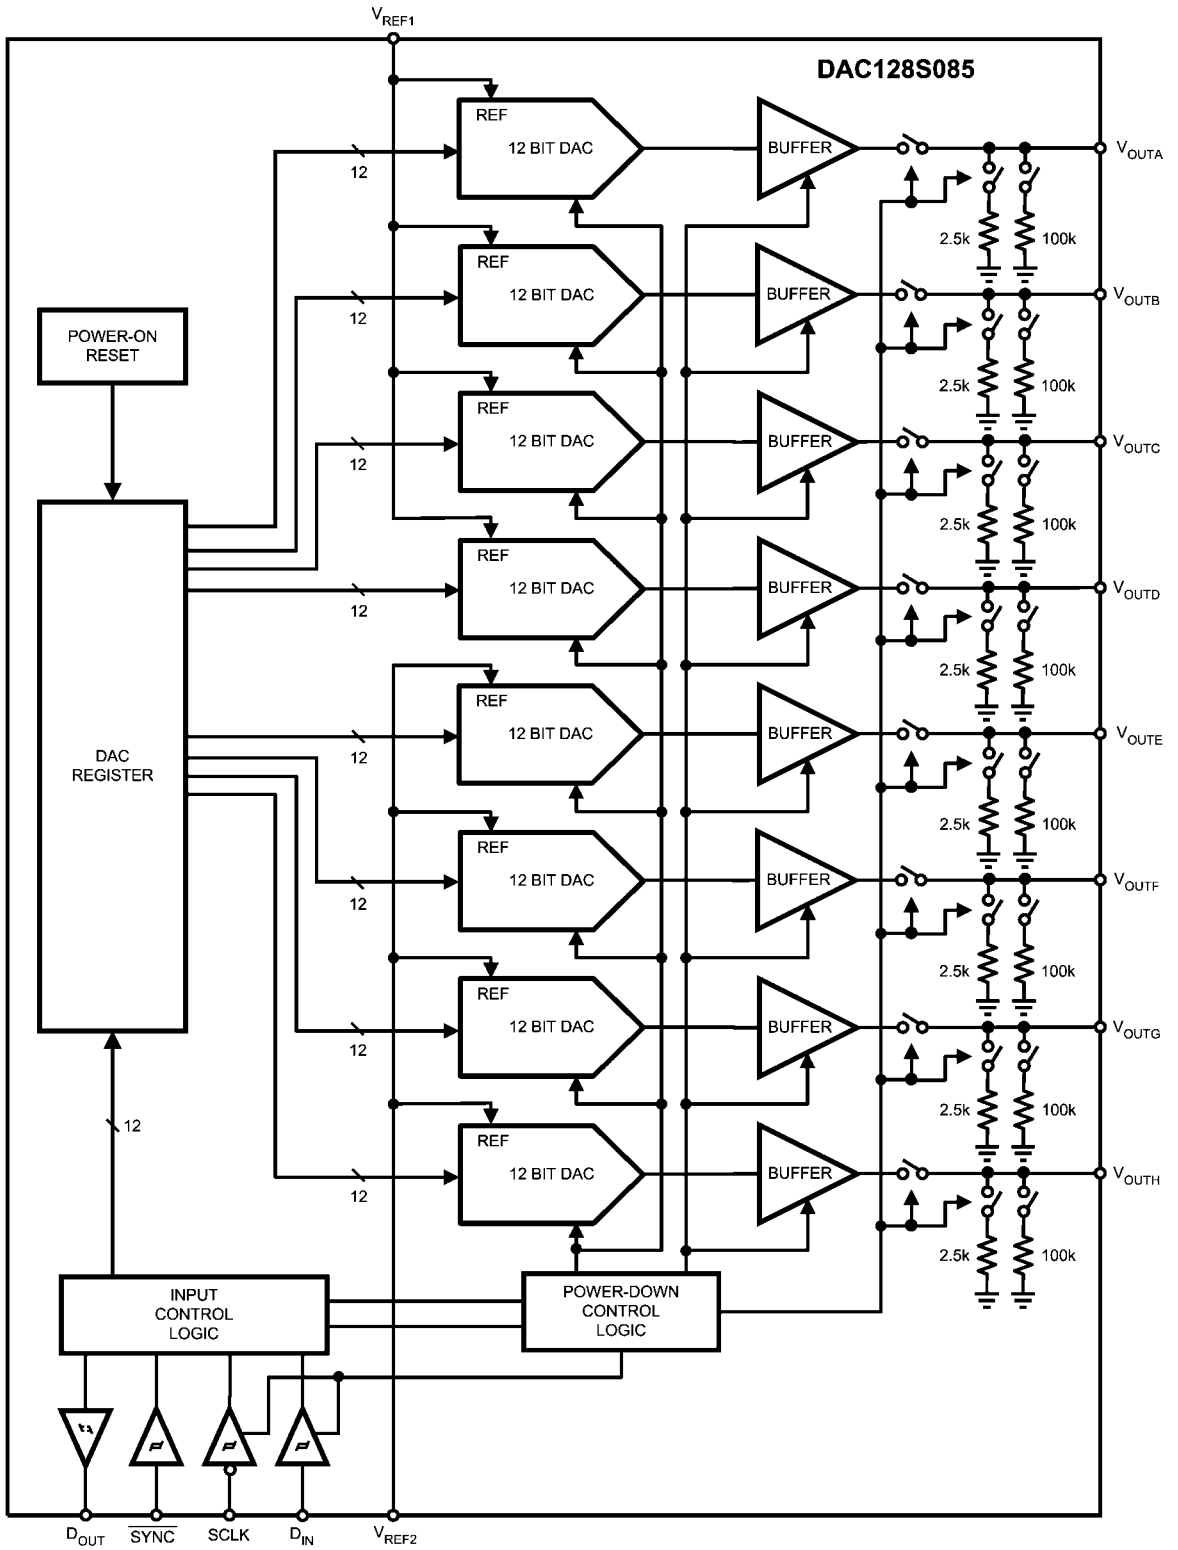 VREF1
DAC128S085
REF
12 BIT DAC
BUFFER
VOUTA
12
2.5k
100k
REF
12 BIT DAC
BUFFER
VOUTB
12
2.5k
100k
POWER-ON
RESET
REF
12 BIT DAC
BUFFER
VOUTC
12
2.5k
100k
REF
12 BIT DAC
BUFFER
VOUTD
12
2.5k
100k
DAC
REGISTER
REF
12 BIT DAC
BUFFER
VOUTE
12
2.5k
100k
REF
12 BIT DAC
BUFFER
VOUTF
12
2.5k
100k
REF
12 BIT DAC
BUFFER
VOUTG
12
2.5k
100k
12
REF
12 BIT DAC
BUFFER
VOUTH
12
2.5k
100k
INPUT
CONTROL
LOGIC
POWER-DOWN
CONTROL
LOGIC
DOUT
SYNC
SCLK
DIN
VREF2